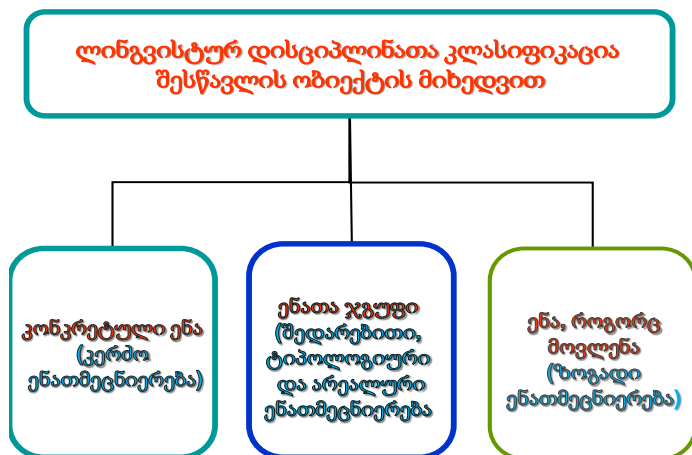 ლინგვისტურ დისციპლინათა კლასიფიკაცია
შესწავლის ობიექტის მიხედვით
კონკრეტული ენა
(კერძო
ენათმეცნიერება)
ენათა ჯგუფი
(შედარებითი,
ტიპოლოგიური
და არეალური
ენათმეცნიერება
ენა, როგორც
მოვლენა
(ზოგადი
ენათმეცნიერება)